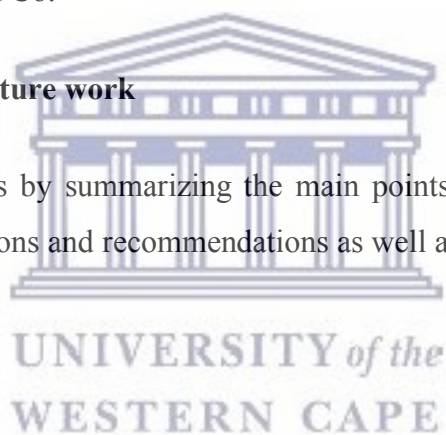 ture work
s by summarizing the main points
ons and recommendations as well a
UNIVERSITY of the
WESTERN CAPE